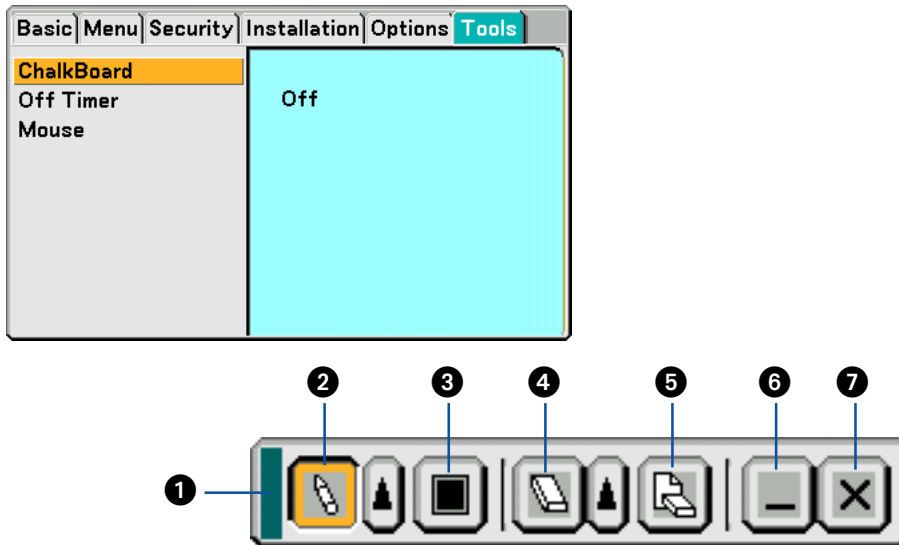 Basic Menu Security Installation Options Tools
ChalkBoard
Off Timer Off
Mouse
2 3 4 5 6 7
1